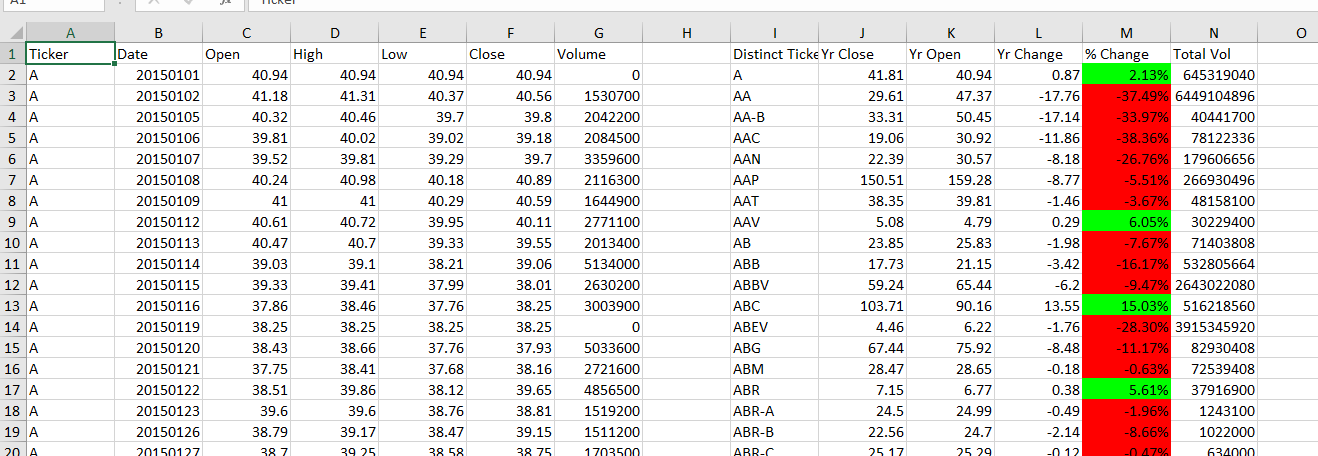 A1 fx Ticker
A B C D E F G H I J K L M N O
1 Ticker Date Open High Low Close Volume Distinct Ticke Yr Close Yr Open Yr Change % Change Total Vol
2 A 20150101 40.94 40.94 40.94 40.94 0 A 41.81 40.94 0.87 2.13% 645319040
3 A 20150102 41.18 41.31 40.37 40.56 1530700 AA 29.61 47.37 -17.76 -37.49% 6449104896
4 A 20150105 40.32 40.46 39.7 39.8 2042200 AA-B 33.31 50.45 -17.14 -33.97% 40441700
5 A 20150106 39.81 40.02 39.02 39.18 2084500 AAC 19.06 30.92 -11.86 -38.36% 78122336
6 A 20150107 39.52 39.81 39.29 39.7 3359600 AAN 22.39 30.57 -8.18 -26.76% 179606656
7 A 20150108 40.24 40.98 40.18 40.89 2116300 AAP 150.51 159.28 -8.77 -5.51% 266930496
8 A 20150109 41 41 40.29 40.59 1644900 AAT 38.35 39.81 -1.46 -3.67% 48158100
9 A 20150112 40.61 40.72 39.95 40.11 2771100 AAV 5.08 4.79 0.29 6.05% 30229400
10 A 20150113 40.47 40.7 39.33 39.55 2013400 AB 23.85 25.83 -1.98 -7.67% 71403808
11 A 20150114 39.03 39.1 38.21 39.06 5134000 ABB 17.73 21.15 -3.42 -16.17% 532805664
12 A 20150115 39.33 39.41 37.99 38.01 2630200 ABBV 59.24 65.44 -6.2 -9.47% 2643022080
13 A 20150116 37.86 38.46 37.76 38.25 3003900 ABC 103.71 90.16 13.55 15.03% 516218560
14 A 20150119 38.25 38.25 38.25 38.25 0 ABEV 4.46 6.22 -1.76 -28.30% 3915345920
15 A 20150120 38.43 38.66 37.76 37.93 5033600 ABG 67.44 75.92 -8.48 -11.17% 82930408
16 A 20150121 37.75 38.41 37.68 38.16 2721600 ABM 28.47 28.65 -0.18 -0.63% 72539408
17 A 20150122 38.51 39.86 38.12 39.65 4856500 ABR 7.15 6.77 0.38 5.61% 37916900
18 A 20150123 39.6 39.6 38.76 38.81 1519200 ABR-A 24.5 24.99 -0.49 -1.96% 1243100
19 A 20150126 38.79 39.17 38.47 39.15 1511200 ABR-B 22.56 24.7 -2.14 -8.66% 1022000
20 A 20150127 38.7 39.25 38.58 38.75 1703500 ABR-C 25.17 25.29 -0.12 -0.47% 634000